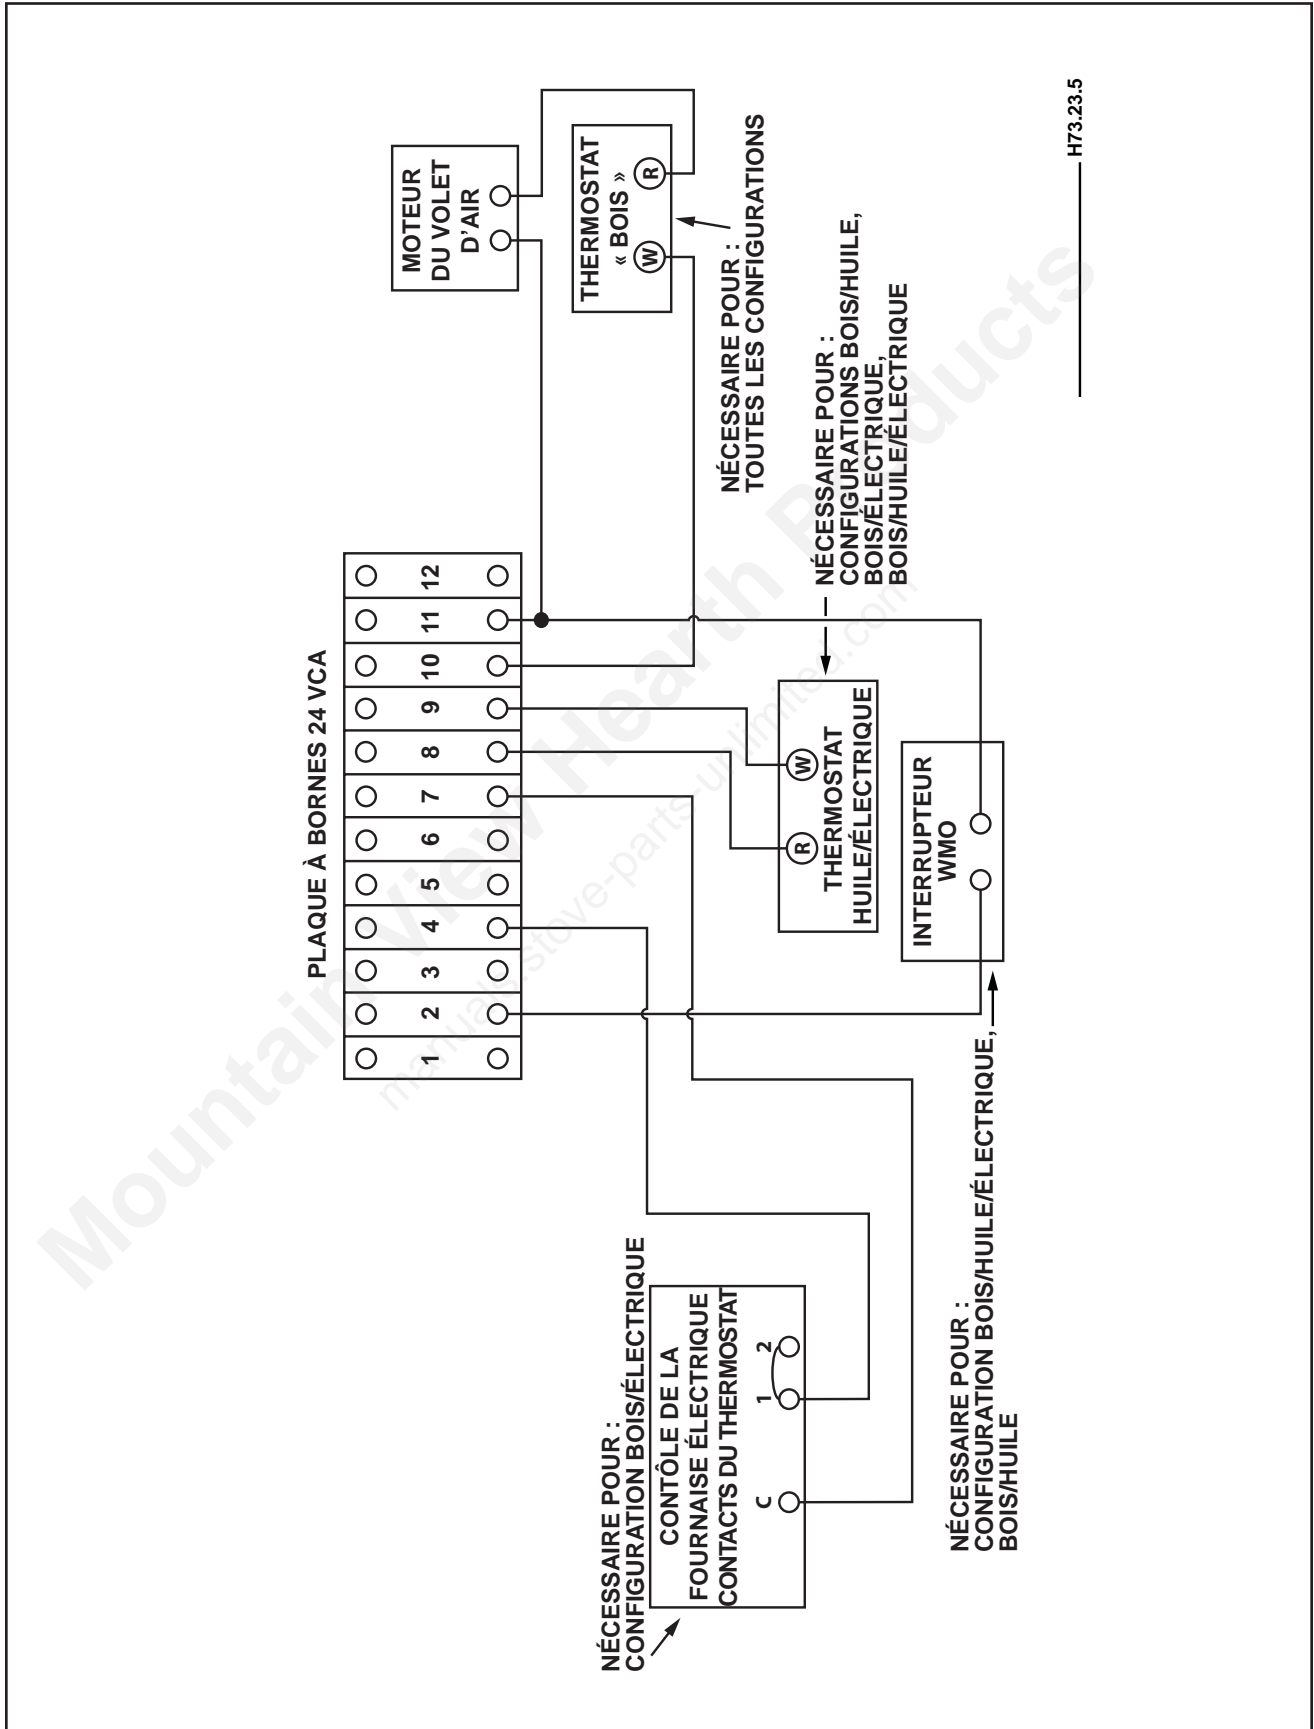 MOTEUR
DU VOLET
D'AIR
THERMOSTAT
« BOIS »
W
R
NÉCESSAIRE POUR :
TOUTES LES CONFIGURATIONS
H73.23.5
PLAQUE À BORNES 24 VCA
1
2
3
4
5
6
7
8
9
10
11
12
NÉCESSAIRE POUR :
CONFIGURATIONS BOIS/HUILE,
BOIS/ÉLECTRIQUE,
BOIS/HUILE/ÉLECTRIQUE
R
W
THERMOSTAT
HUILE/ÉLECTRIQUE
INTERRUPTEUR
WMO
NÉCESSAIRE POUR :
CONFIGURATION BOIS/ÉLECTRIQUE
CONTÔLE DE LA
FOURNAISE ÉLECTRIQUE
CONTACTS DU THERMOSTAT
C
1
2
NÉCESSAIRE POUR :
CONFIGURATION BOIS/HUILE/ÉLECTRIQUE,
BOIS/HUILE
Mountain View Hearth Products
manuals.stove-parts-unlimited.com